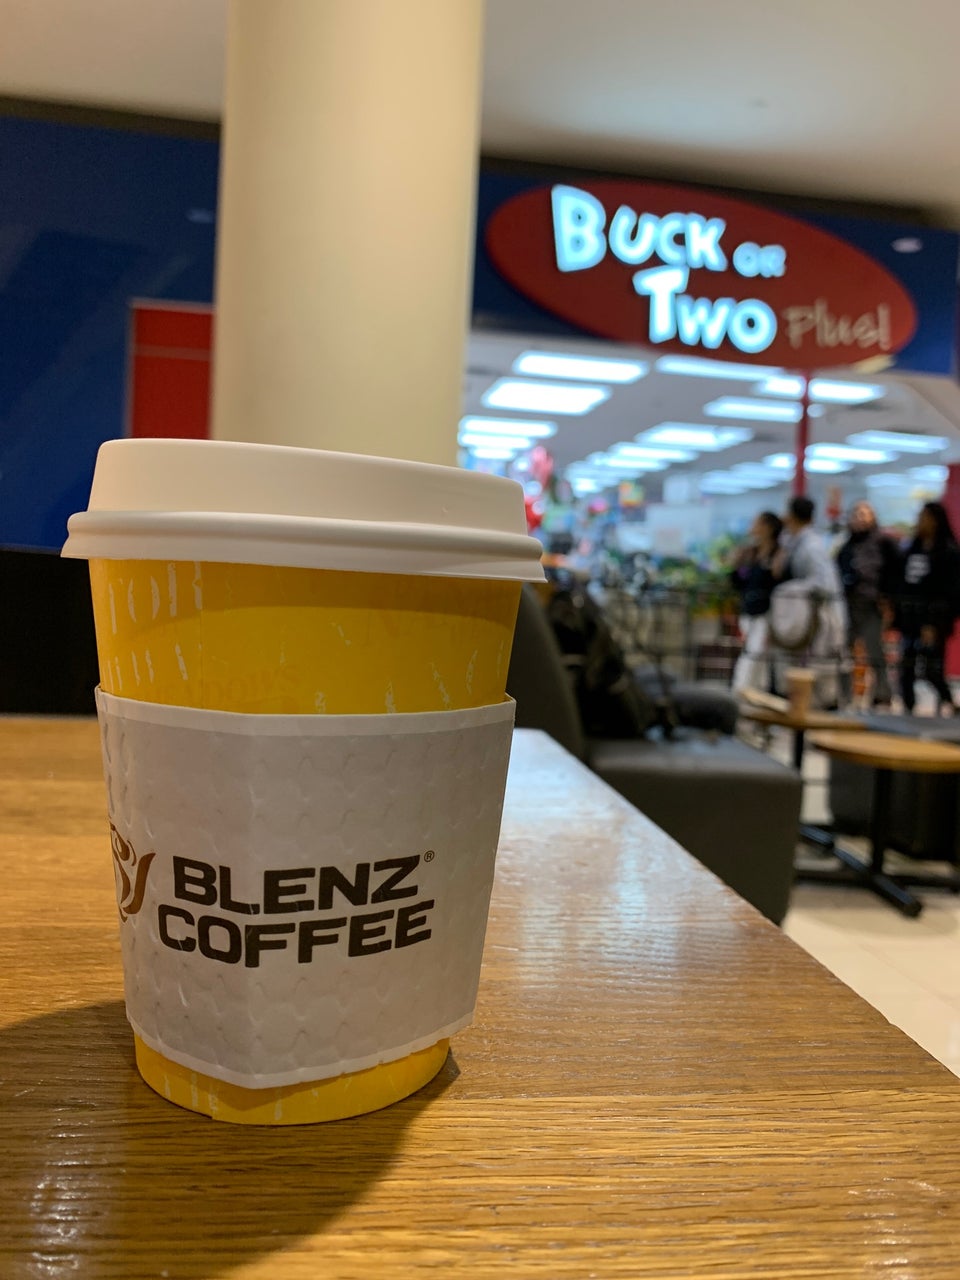 BUCK OR
TWO Plus!
BLENZ®
COFFEE